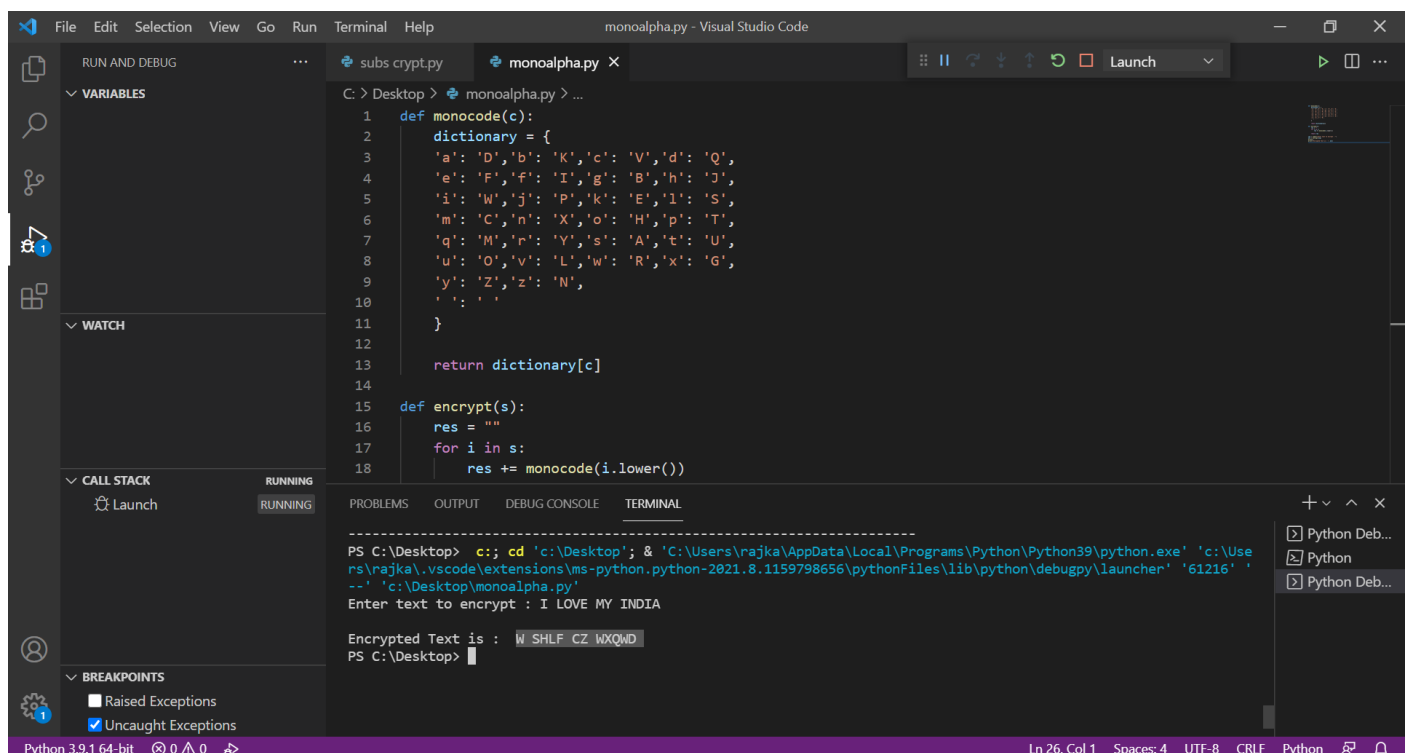 File Edit Selection View Go Run Terminal Help
monoalpha.py - Visual Studio Code
RUN AND DEBUG
VARIABLES
WATCH
CALL STACK RUNNING
Launch RUNNING
BREAKPOINTS
Raised Exceptions
Uncaught Exceptions
subs crypt.py monoalpha.py
Launch
C: > Desktop > monoalpha.py > ...
1 def monocode(c):
2 dictionary = {
3 'a': 'D','b': 'K','c': 'V','d': 'Q',
4 'e': 'F','f': 'I','g': 'B','h': 'J',
5 'i': 'W','j': 'P','k': 'E','l': 'S',
6 'm': 'C','n': 'X','o': 'H','p': 'T',
7 'q': 'M','r': 'Y','s': 'A','t': 'U',
8 'u': 'O','v': 'L','w': 'R','x': 'G',
9 'y': 'Z','z': 'N',
10 ' ': ' '
11 }
12
13 return dictionary[c]
14
15 def encrypt(s):
16 res = ""
17 for i in s:
18 res += monocode(i.lower())
PROBLEMS OUTPUT DEBUG CONSOLE TERMINAL
--------------------------------------------------------------------
PS C:\Desktop> c:; cd 'c:\Desktop'; & 'C:\Users\rajka\AppData\Local\Programs\Python\Python39\python.exe' 'c:\Use
rs\rajka\.vscode\extensions\ms-python.python-2021.8.1159798656\pythonFiles\lib\python\debugpy\launcher' '61216' '
--' 'c:\Desktop\monoalpha.py'
Enter text to encrypt : I LOVE MY INDIA
Encrypted Text is : W SHLF CZ WXQWD
PS C:\Desktop>
Python Deb...
Python
Python Deb...
1
1
Python 3.9.1 64-bit 0 0
Ln 26, Col 1 Spaces: 4 UTF-8 CRLF Python